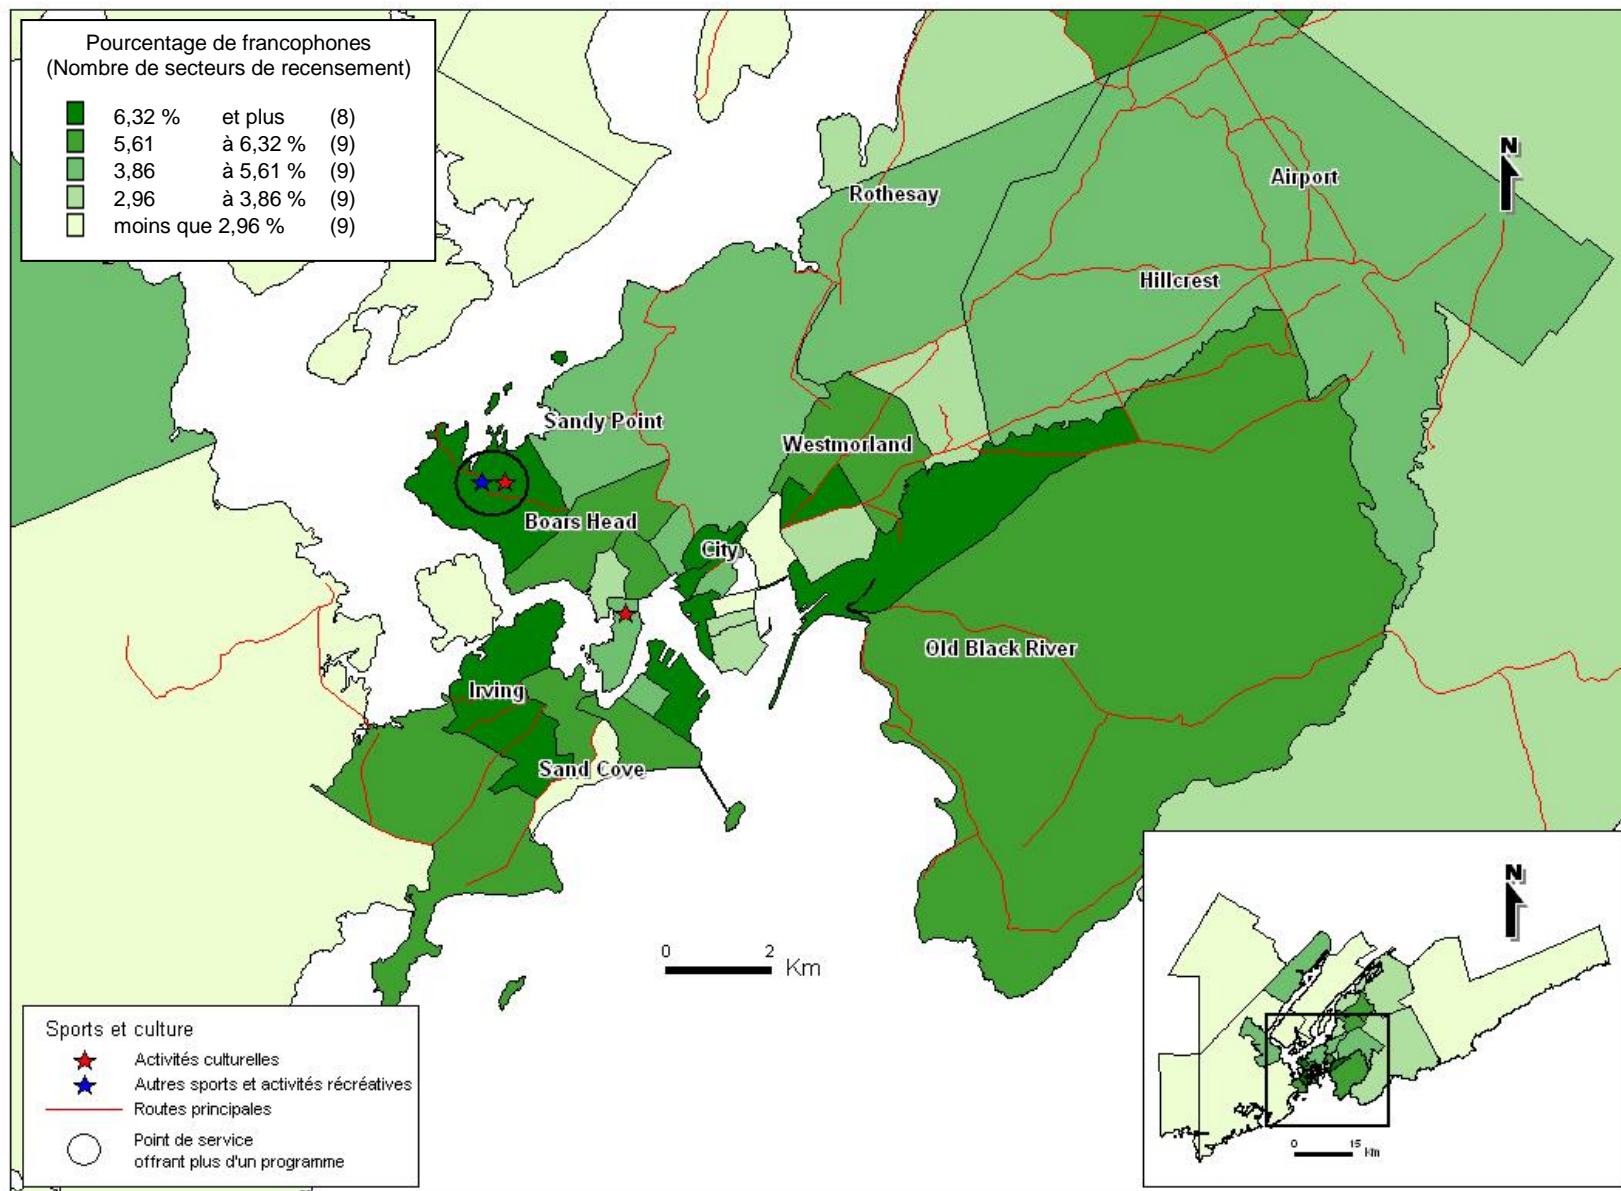 Pourcentage de francophones
(Nombre de secteurs de recensement)
6,32 % et plus (8)
5,61 à 6,32 % (9)
3,86 à 5,61 % (9)
2,96 à 3,86 % (9)
moins que 2,96 % (9)
N
Airport
Rothesay
Hillcrest
Sandy Point
Westmorland
Boars Head
City
Old Black River
Irving
Sand Cove
0 2 Km
Sports et culture
Activités culturelles
Autres sports et activités récréatives
Routes principales
Point de service
offrant plus d'un programme
N
0 15
Km